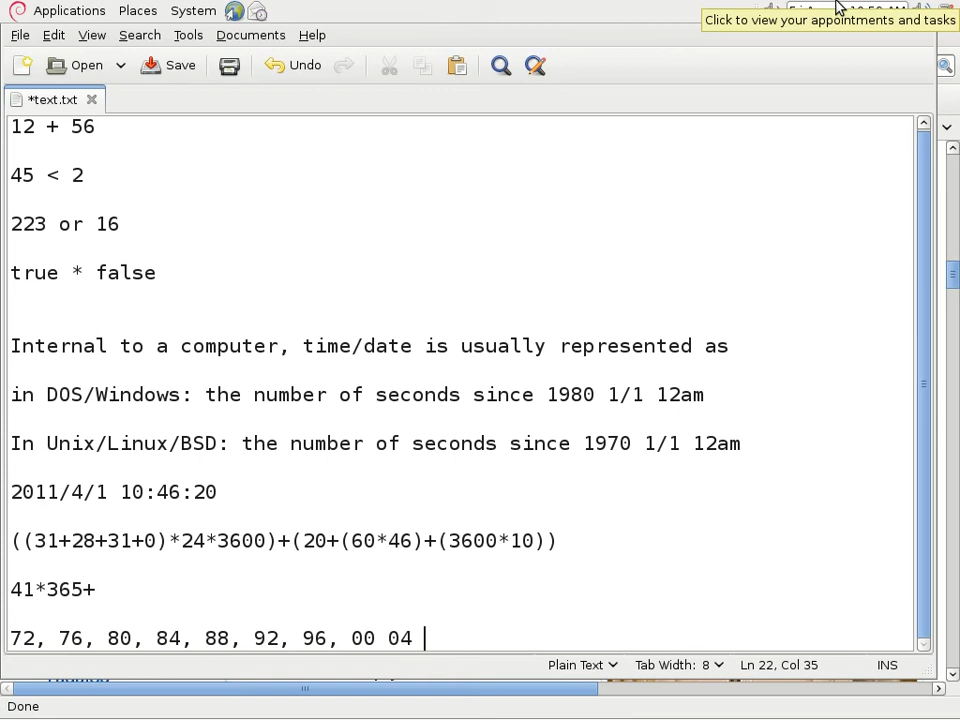 Applications Places System
Click to view your appointments and tasks
File Edit View Search Tools Documents Help
Open Save Undo
*text.txt
12 + 56
45 < 2
223 or 16
true * false
Internal to a computer, time/date is usually represented as
in DOS/Windows: the number of seconds since 1980 1/1 12am
In Unix/Linux/BSD: the number of seconds since 1970 1/1 12am
2011/4/1 10:46:20
((31+28+31+0)*24*3600)+(20+(60*46)+(3600*10))
41*365+
72, 76, 80, 84, 88, 92, 96, 00 04
Plain Text Tab Width: 8 Ln 22, Col 35 INS
Done